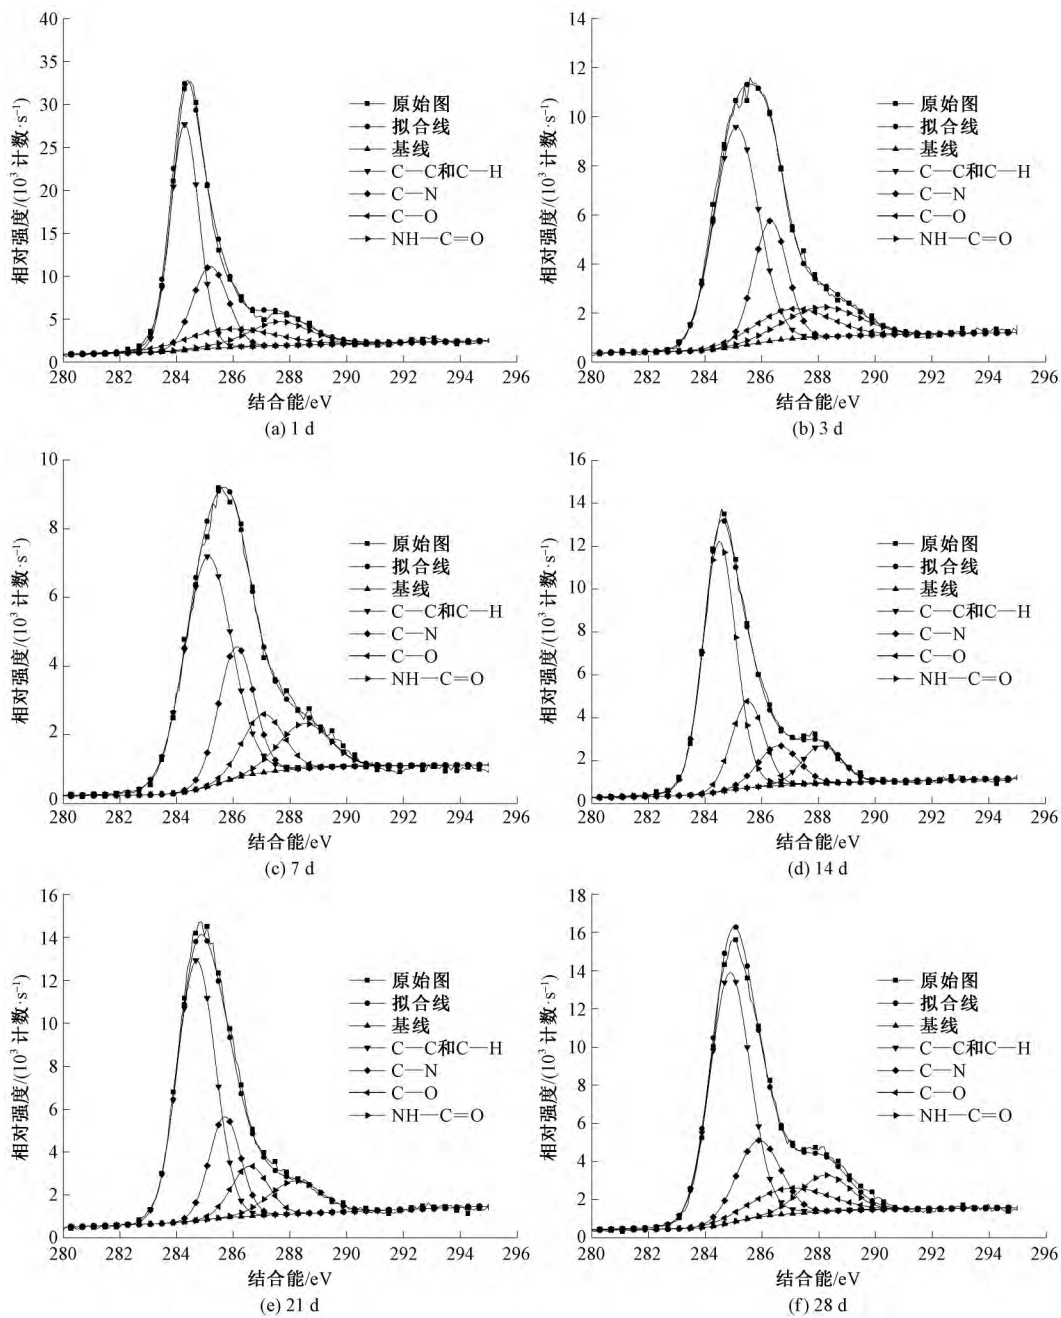 相对强度/(10³ 计数·s⁻¹)
40
35
30
25
20
15
10
5
0
原始图
拟合线
基线
C—C和C—H
C—N
C—O
NH—C=O
280 282 284 286 288 290 292 294 296
结合能/eV
(a) 1 d
相对强度/(10³ 计数·s⁻¹)
14
12
10
8
6
4
2
0
原始图
拟合线
基线
C—C和C—H
C—N
C—O
NH—C=O
280 282 284 286 288 290 292 294 296
结合能/eV
(b) 3 d
相对强度/(10³ 计数·s⁻¹)
10
8
6
4
2
0
原始图
拟合线
基线
C—C和C—H
C—N
C—O
NH—C=O
280 282 284 286 288 290 292 294 296
结合能/eV
(c) 7 d
相对强度/(10³ 计数·s⁻¹)
16
14
12
10
8
6
4
2
0
原始图
拟合线
基线
C—C和C—H
C—N
C—O
NH—C=O
280 282 284 286 288 290 292 294 296
结合能/eV
(d) 14 d
相对强度/(10³ 计数·s⁻¹)
16
14
12
10
8
6
4
2
0
原始图
拟合线
基线
C—C和C—H
C—N
C—O
NH—C=O
280 282 284 286 288 290 292 294 296
结合能/eV
(e) 21 d
相对强度/(10³ 计数·s⁻¹)
18
16
14
12
10
8
6
4
2
0
原始图
拟合线
基线
C—C和C—H
C—N
C—O
NH—C=O
280 282 284 286 288 290 292 294 296
结合能/eV
(f) 28 d